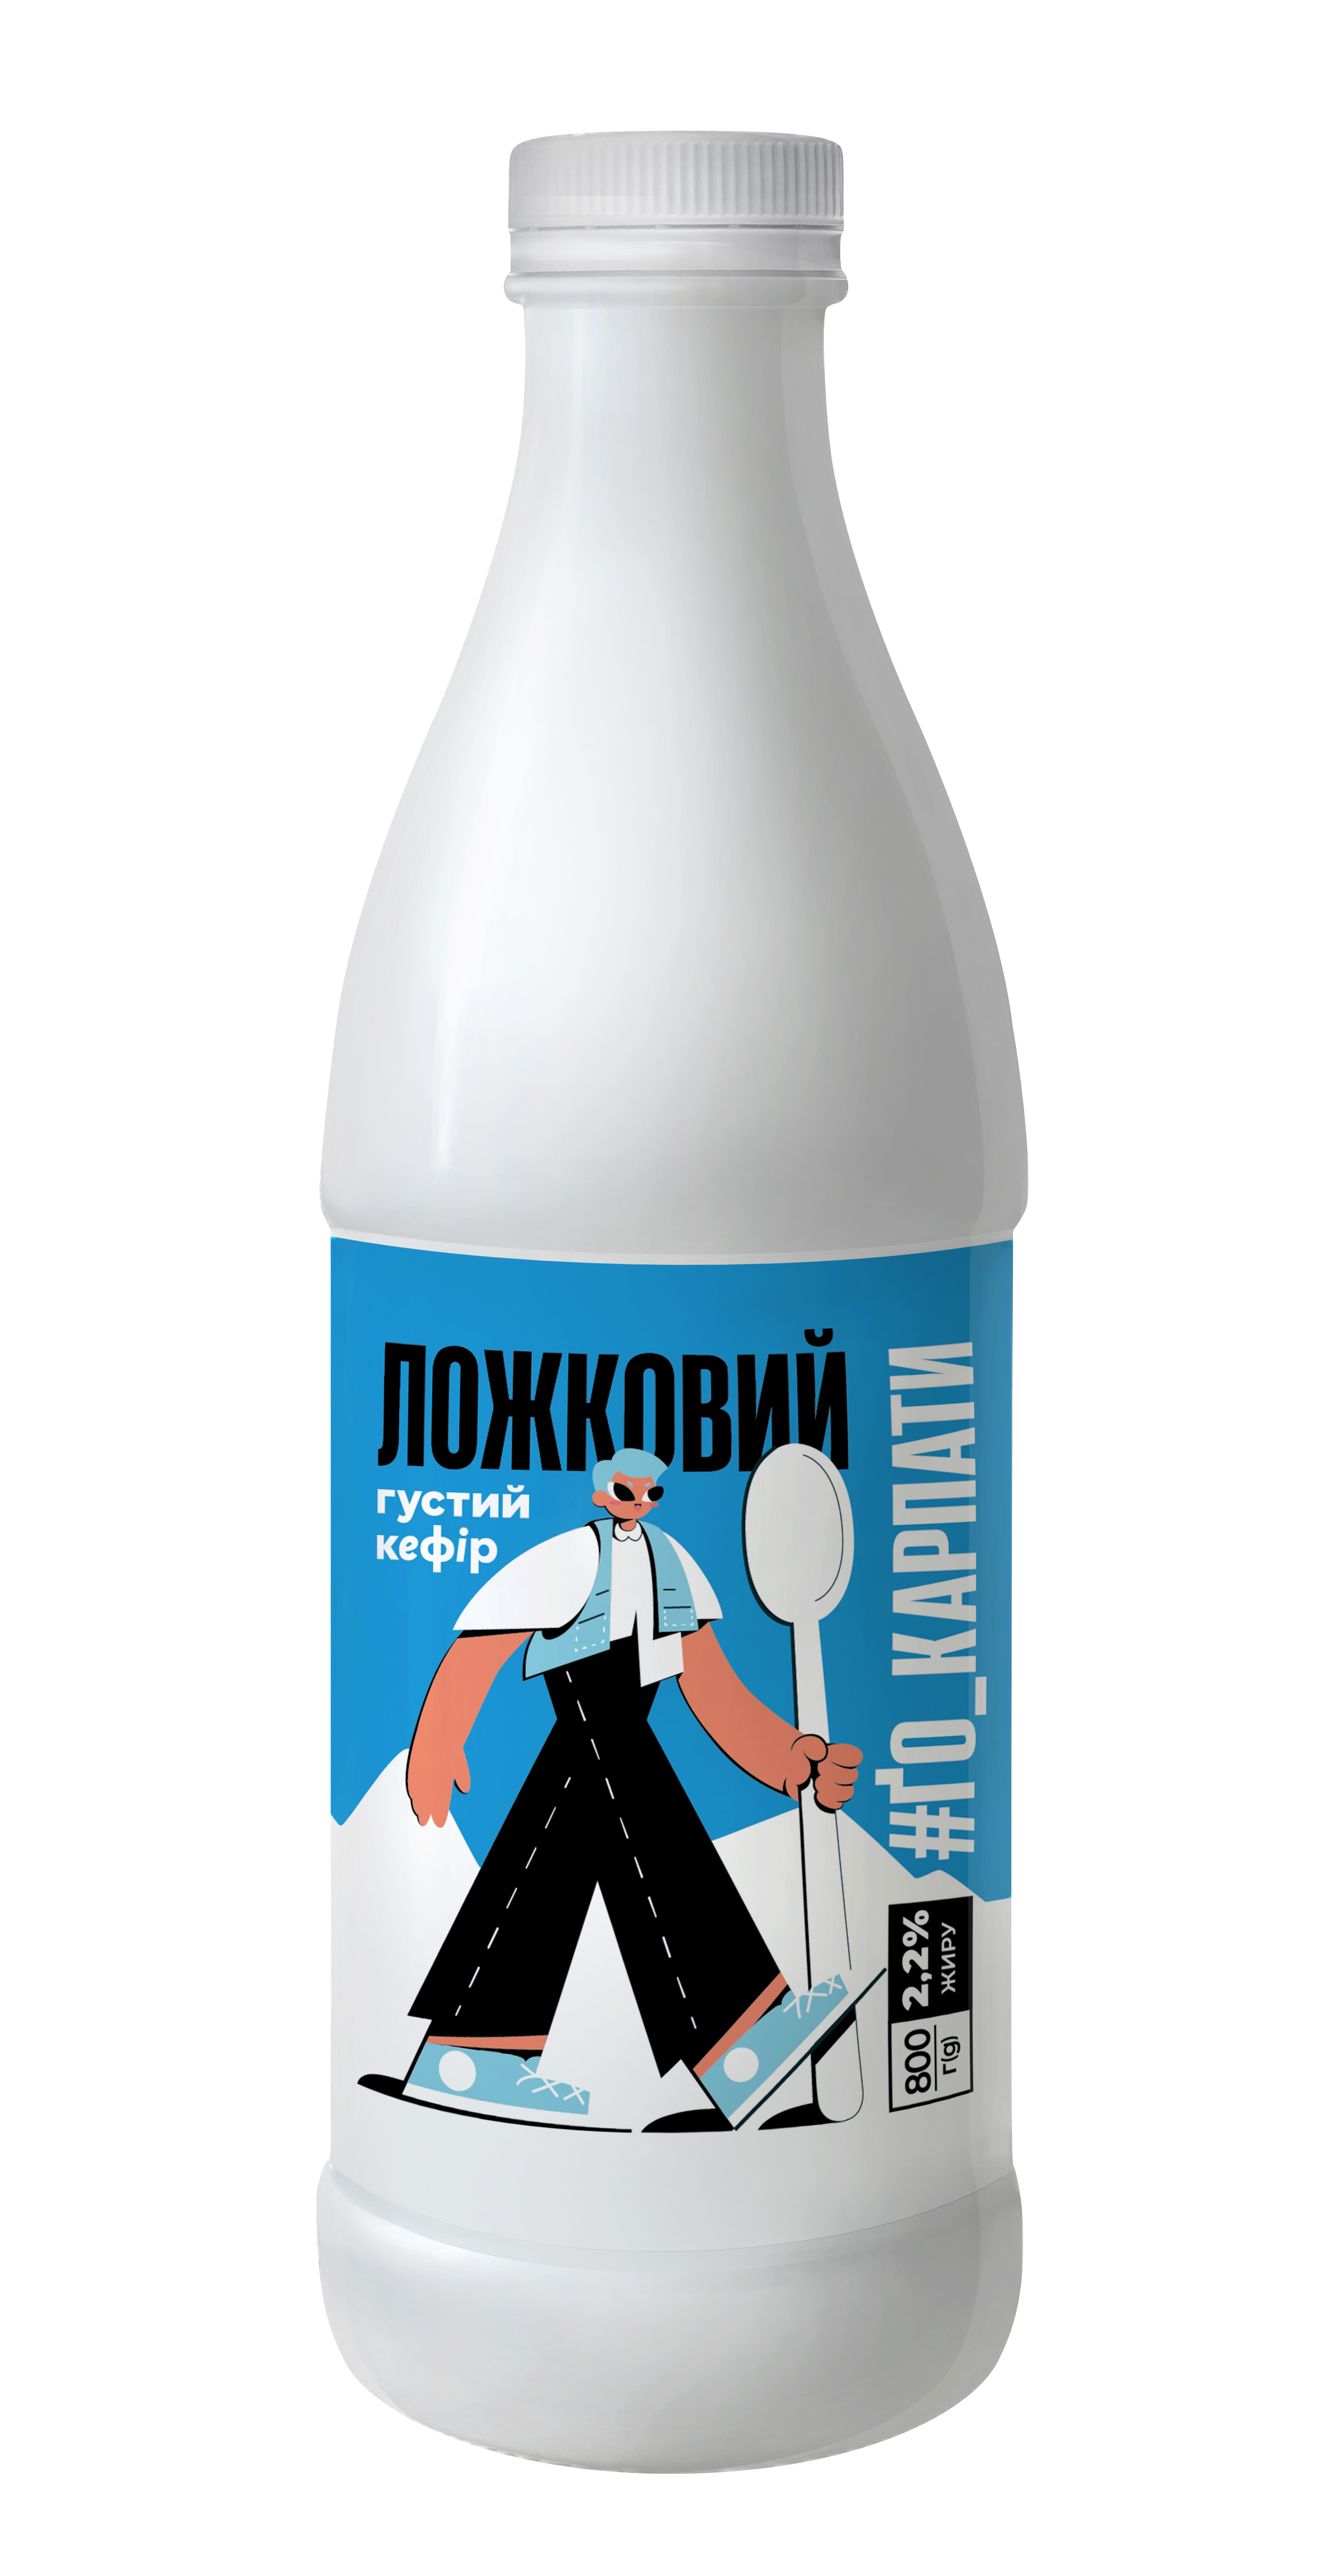 ЛОЖКОВИЙ
густий
кефір
#ҐО_КАРПАТИ
2,2%
ЖИРУ
800
г(g)